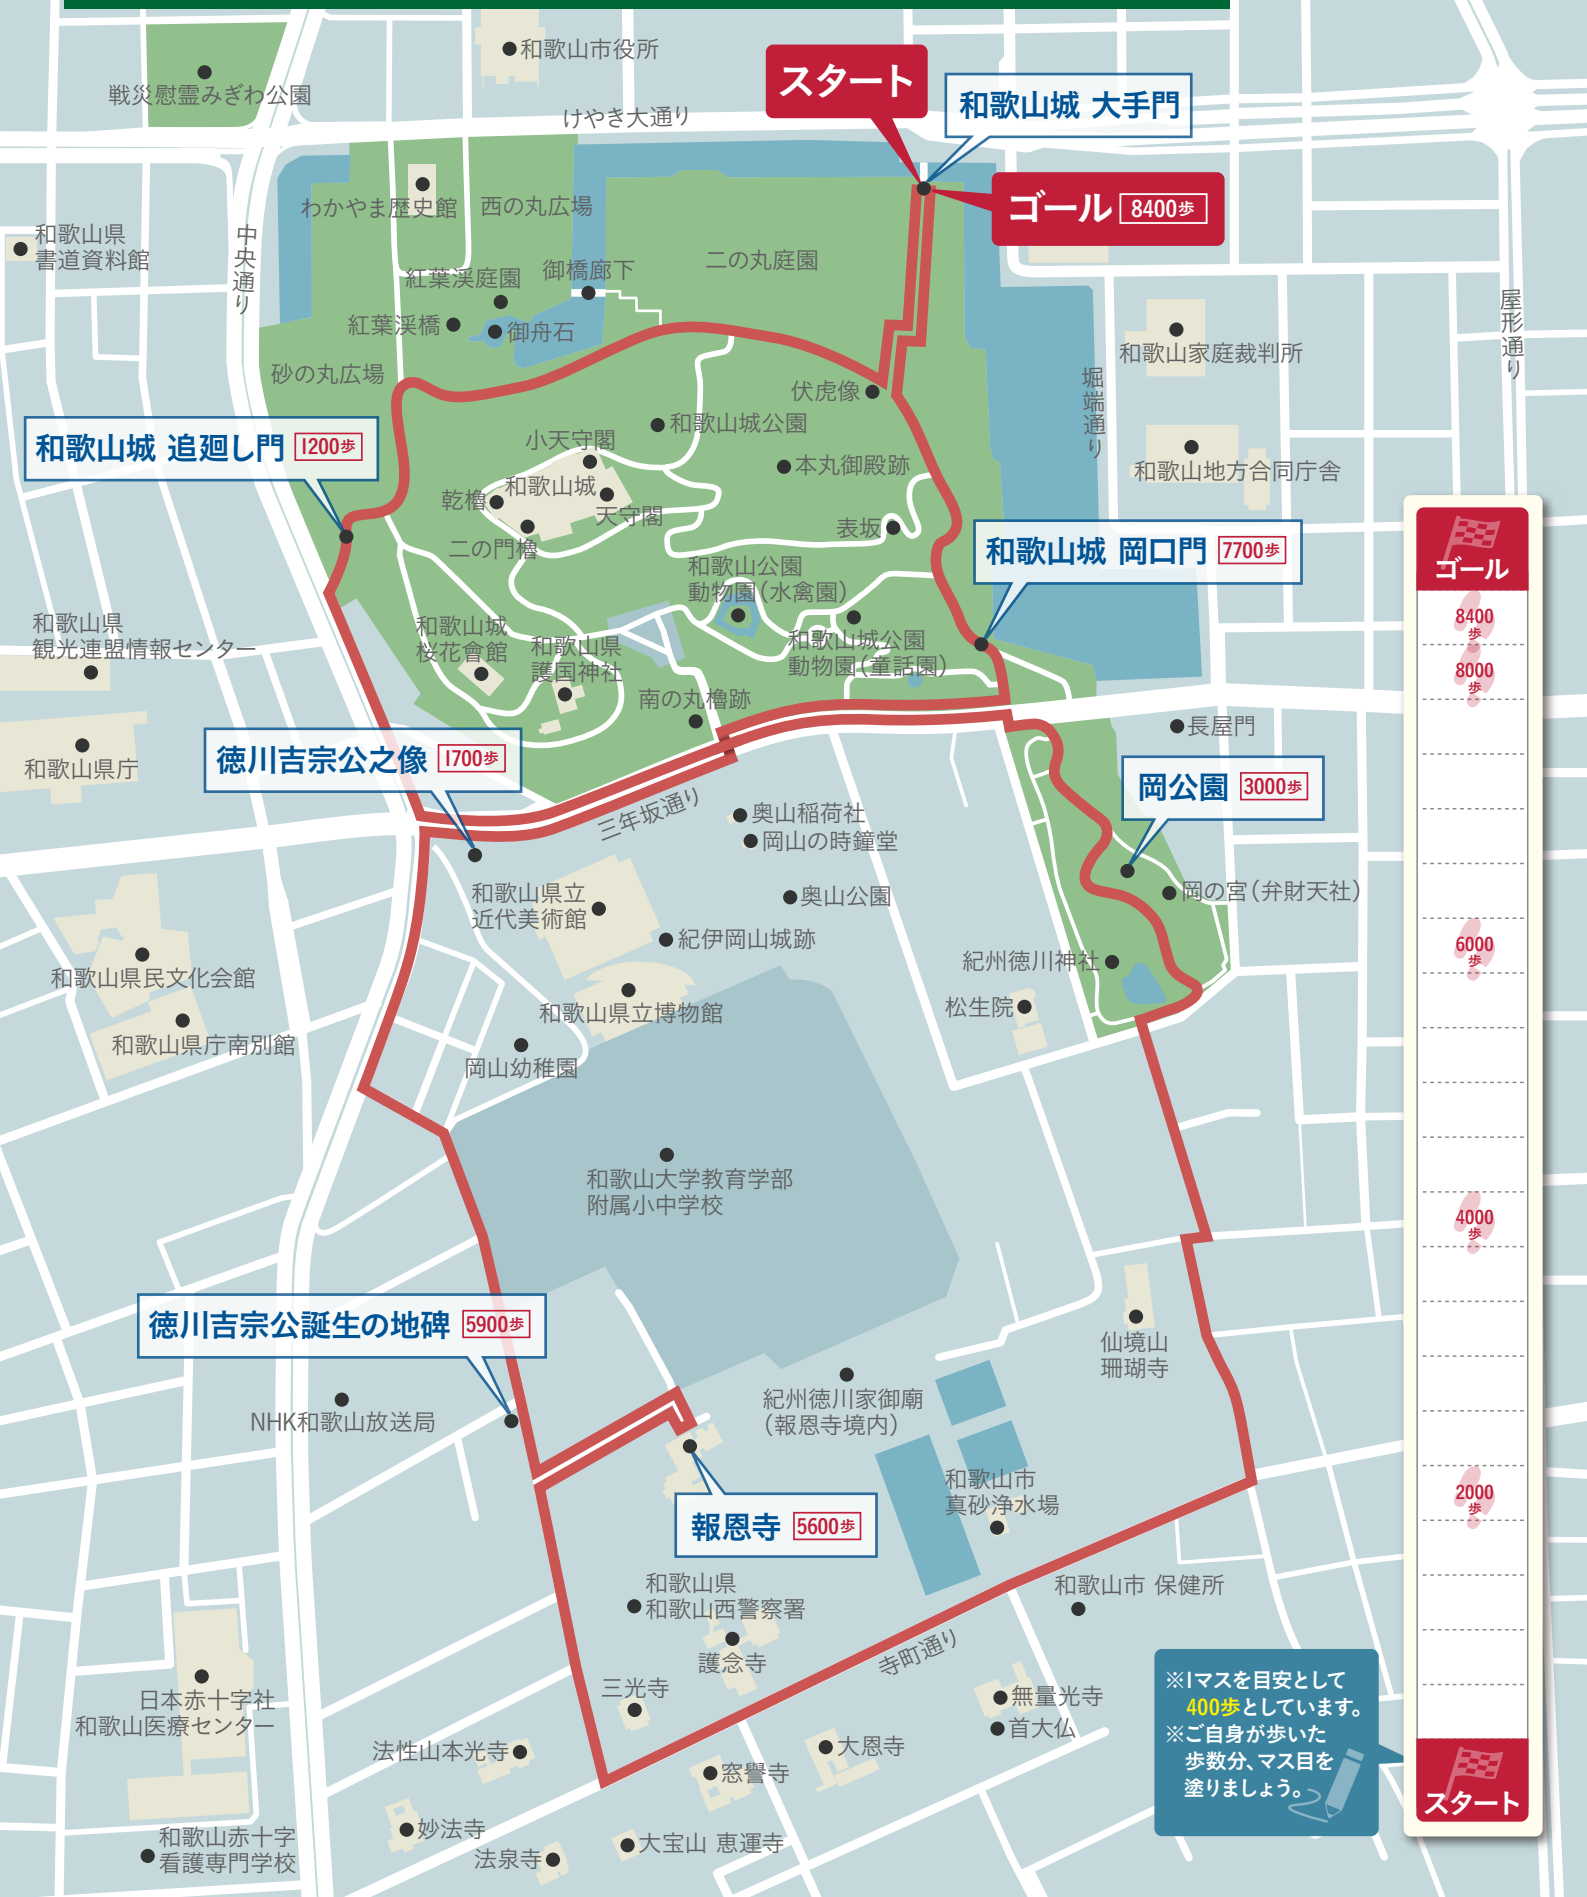 和歌山市役所
戦災慰霊みぎわ公園
けやき大通り
スタート
和歌山城 大手門
ゴール 8400歩
わかやま歴史館
西の丸広場
和歌山県
書道資料館
中央通り
紅葉渓庭園
御橋廊下
二の丸庭園
紅葉渓橋
御舟石
屋形通り
和歌山家庭裁判所
砂の丸広場
伏虎像
堀端通り
和歌山城 追廻し門 1200歩
小天守閣
和歌山城公園
本丸御殿跡
和歌山地方合同庁舎
乾櫓
和歌山城
天守閣
二の門櫓
表坂
和歌山城 岡口門 7700歩
和歌山公園
動物園(水禽園)
和歌山県
観光連盟情報センター
和歌山城
桜花會館
和歌山県
護国神社
和歌山城公園
動物園(童話園)
南の丸櫓跡
長屋門
和歌山県庁
徳川吉宗公之像 1700歩
岡公園 3000歩
三年坂通り
奥山稲荷社
岡山の時鐘堂
和歌山県立
近代美術館
奥山公園
岡の宮(弁財天社)
紀伊岡山城跡
紀州徳川神社
和歌山県民文化会館
和歌山県立博物館
松生院
和歌山県庁南別館
岡山幼稚園
和歌山大学教育学部
附属小中学校
徳川吉宗公誕生の地碑 5900歩
仙境山
珊瑚寺
NHK和歌山放送局
紀州徳川家御廟
(報恩寺境内)
和歌山市
真砂浄水場
報恩寺 5600歩
和歌山県
和歌山西警察署
和歌山市 保健所
護念寺
寺町通り
三光寺
日本赤十字社
和歌山医療センター
無量光寺
首大仏
法性山本光寺
大恩寺
窓譽寺
妙法寺
和歌山赤十字
看護専門学校
法泉寺
大宝山 恵運寺
ゴール
8400
歩
8000
歩
6000
歩
4000
歩
2000
歩
スタート
※1マスを目安として
400歩としています。
※ご自身が歩いた
歩数分、マス目を
塗りましょう。